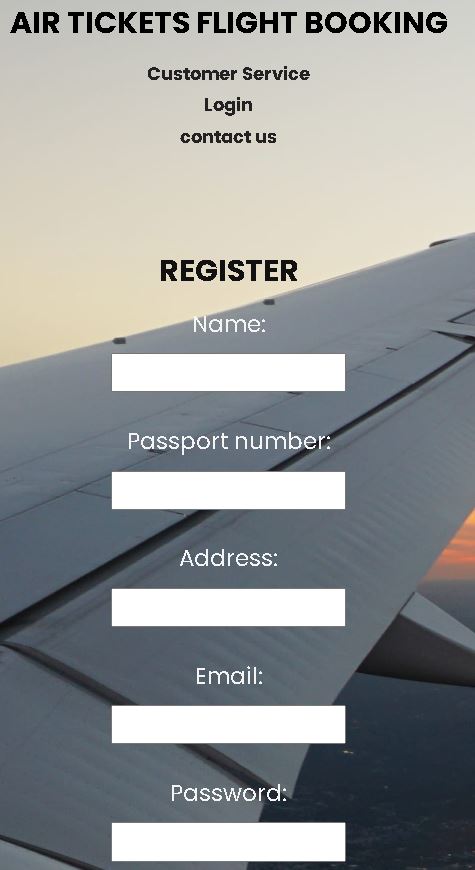 AIR TICKETS FLIGHT BOOKING
Customer Service
Login
contact us
REGISTER
Name:
Passport number:
Address:
Email:
Password: